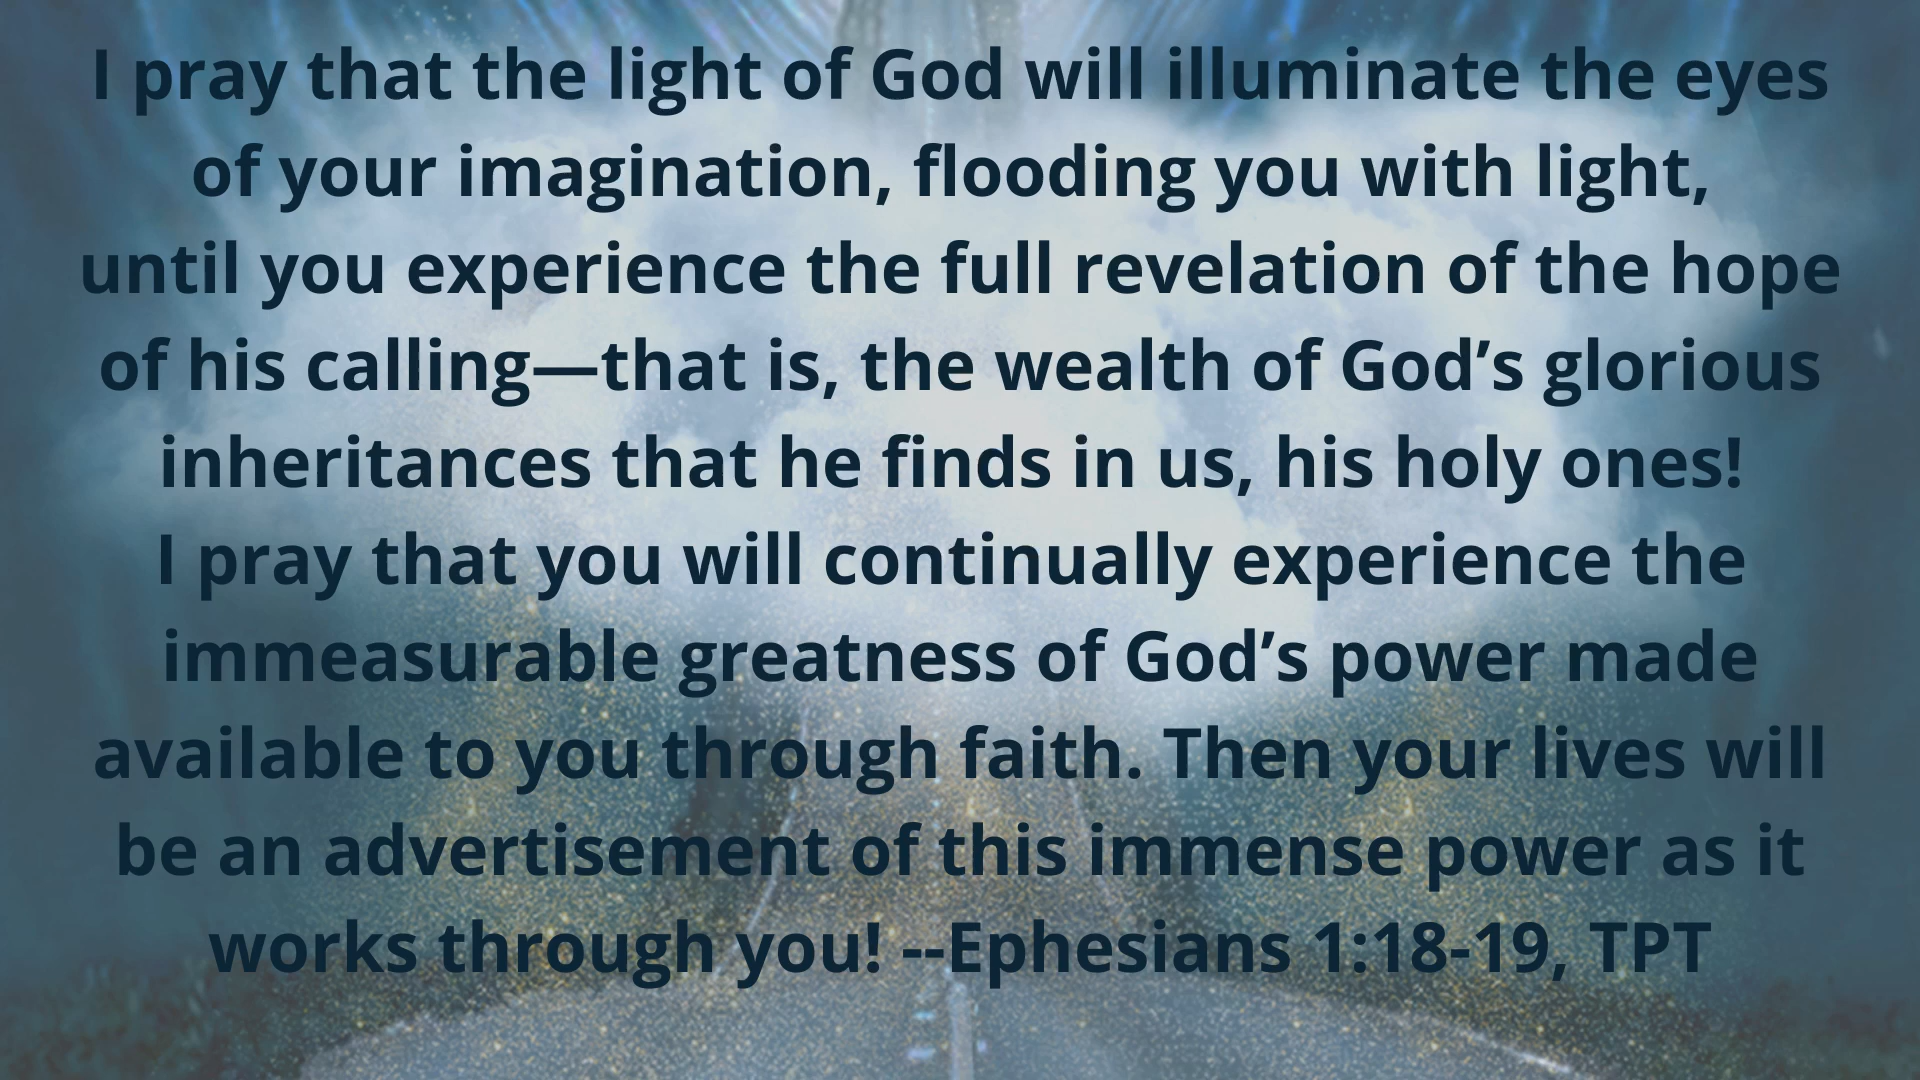 I pray that the light of God will illuminate the eyes
of your imagination, flooding you with light,
until you experience the full revelation of the hope
of his calling—that is, the wealth of God’s glorious
inheritances that he finds in us, his holy ones!
I pray that you will continually experience the
immeasurable greatness of God’s power made
available to you through faith. Then your lives will
be an advertisement of this immense power as it
works through you! --Ephesians 1:18-19, TPT